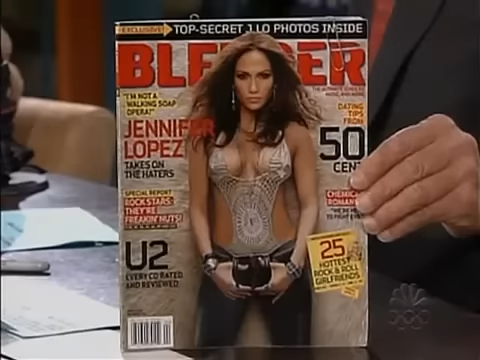 EXCLUSIVE! TOP-SECRET J.LO PHOTOS INSIDE
BLENDER
"I'M NOT A
WALKING SOAP
OPERA!"
JENNIFER
LOPEZ
TAKES ON
THE HATERS
SPECIAL REPORT
ROCK STARS:
THEY'RE
FREAKIN' NUTS!
U2
EVERY CD RATED
AND REVIEWED
DATING
TIPS
FROM
50
CENT
CHEMICAL
ROMANCE
25
HOTTEST
ROCK & ROLL
GIRLFRIENDS